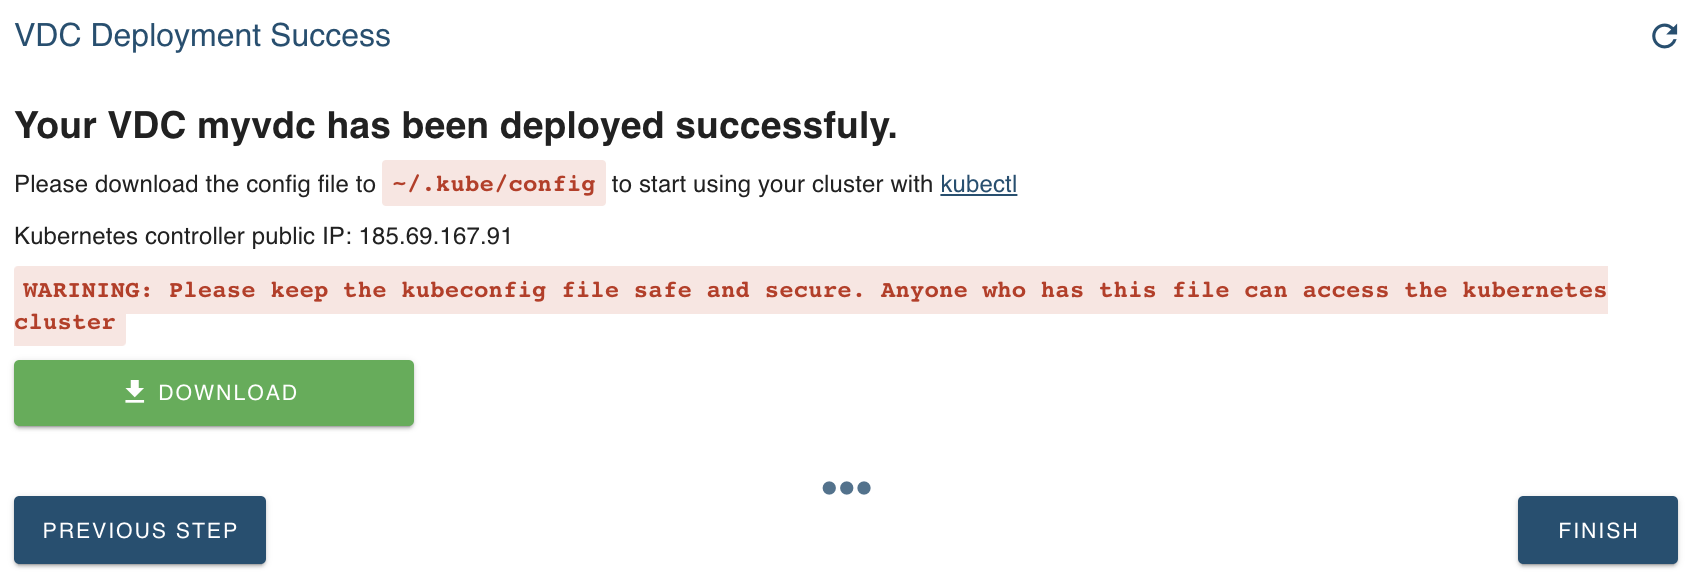 VDC Deployment Success
Your VDC myvdc has been deployed successfuly.
Please download the config file to ~/.kube/config to start using your cluster with kubectl
Kubernetes controller public IP: 185.69.167.91
WARINING: Please keep the kubeconfig file safe and secure. Anyone who has this file can access the kubernetes
cluster
DOWNLOAD
PREVIOUS STEP
FINISH